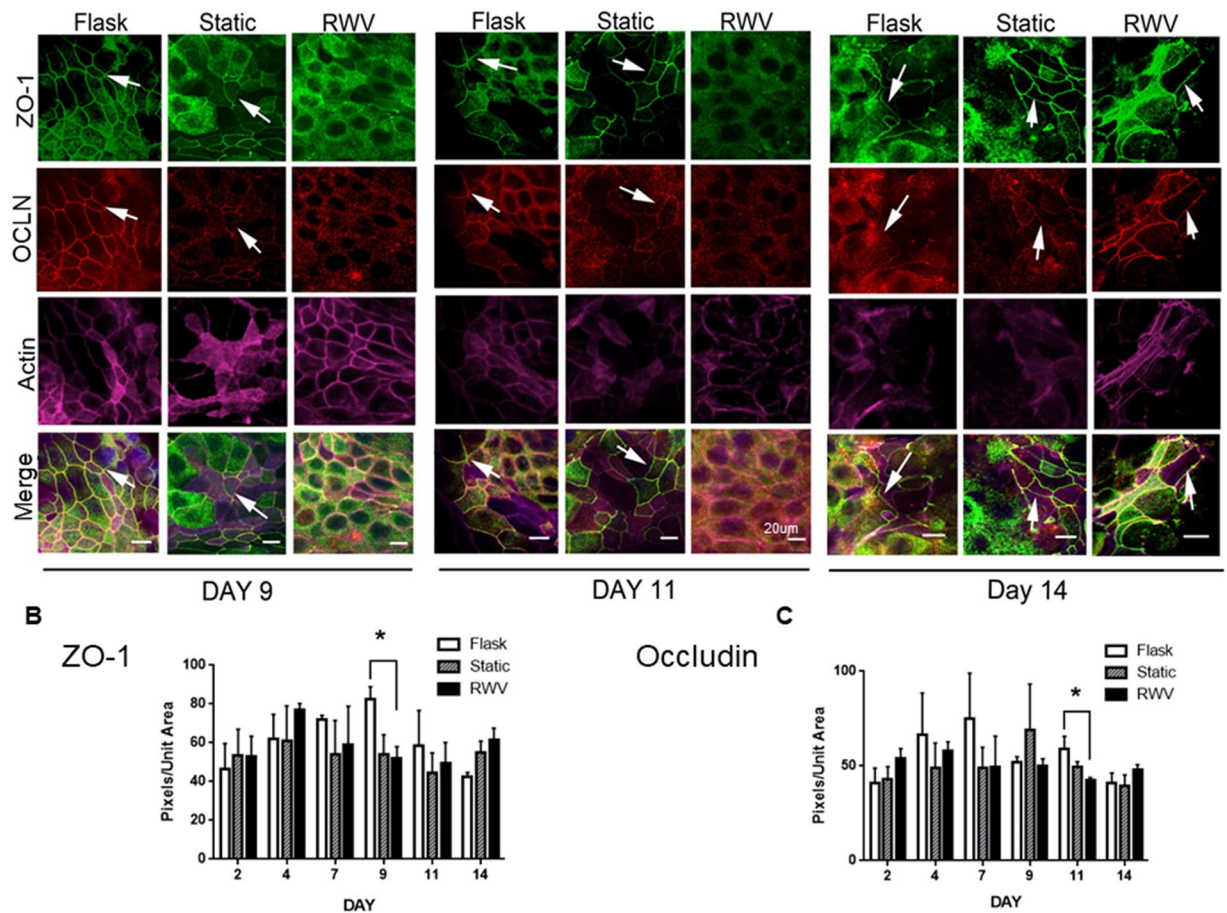 Flask Static RWV Flask Static RWV Flask Static RWV
ZO-1
OCLN
Actin
Merge
20um
DAY 9 DAY 11 Day 14
B
ZO-1
*
Flask
Static
RWV
100
80
60
40
20
0
Pixels/Unit Area
2 4 7 9 11 14
DAY
C
Occludin
*
Flask
Static
RWV
100
50
0
Pixels/Unit Area
2 4 7 9 11 14
DAY